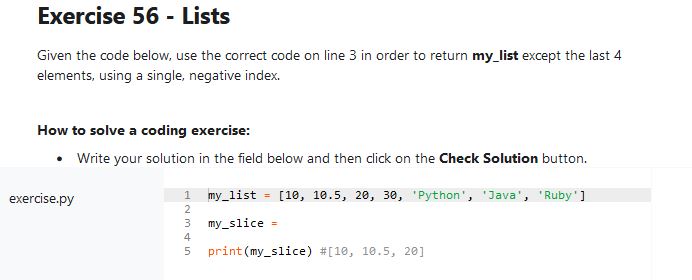 Exercise 56 - Lists
Given the code below, use the correct code on line 3 in order to return my_list except the last 4
elements, using a single, negative index.
How to solve a coding exercise:
• Write your solution in the field below and then click on the Check Solution button.
exercise.py
1 my_list = [10, 10.5, 20, 30, 'Python', 'Java', 'Ruby']
2
3 my_slice =
4
5 print(my_slice) #[10, 10.5, 20]